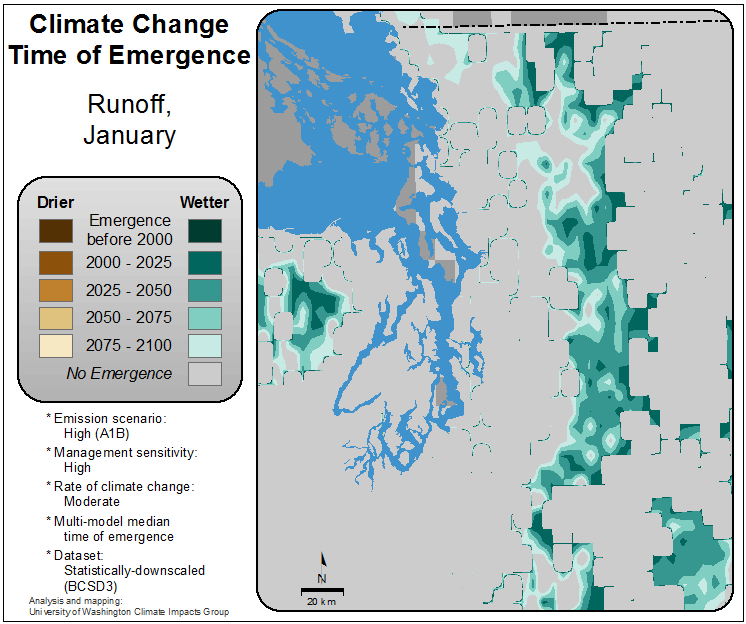 Climate Change
Time of Emergence
Runoff,
January
Drier
Wetter
Emergence
before 2000
2000 - 2025
2025 - 2050
2050 - 2075
2075 - 2100
No Emergence
* Emission scenario:
High (A1B)
* Management sensitivity:
High
* Rate of climate change:
Moderate
* Multi-model median
time of emergence
* Dataset:
Statistically-downscaled
(BCSD3)
Analysis and mapping:
University of Washington Climate Impacts Group
N
20 km